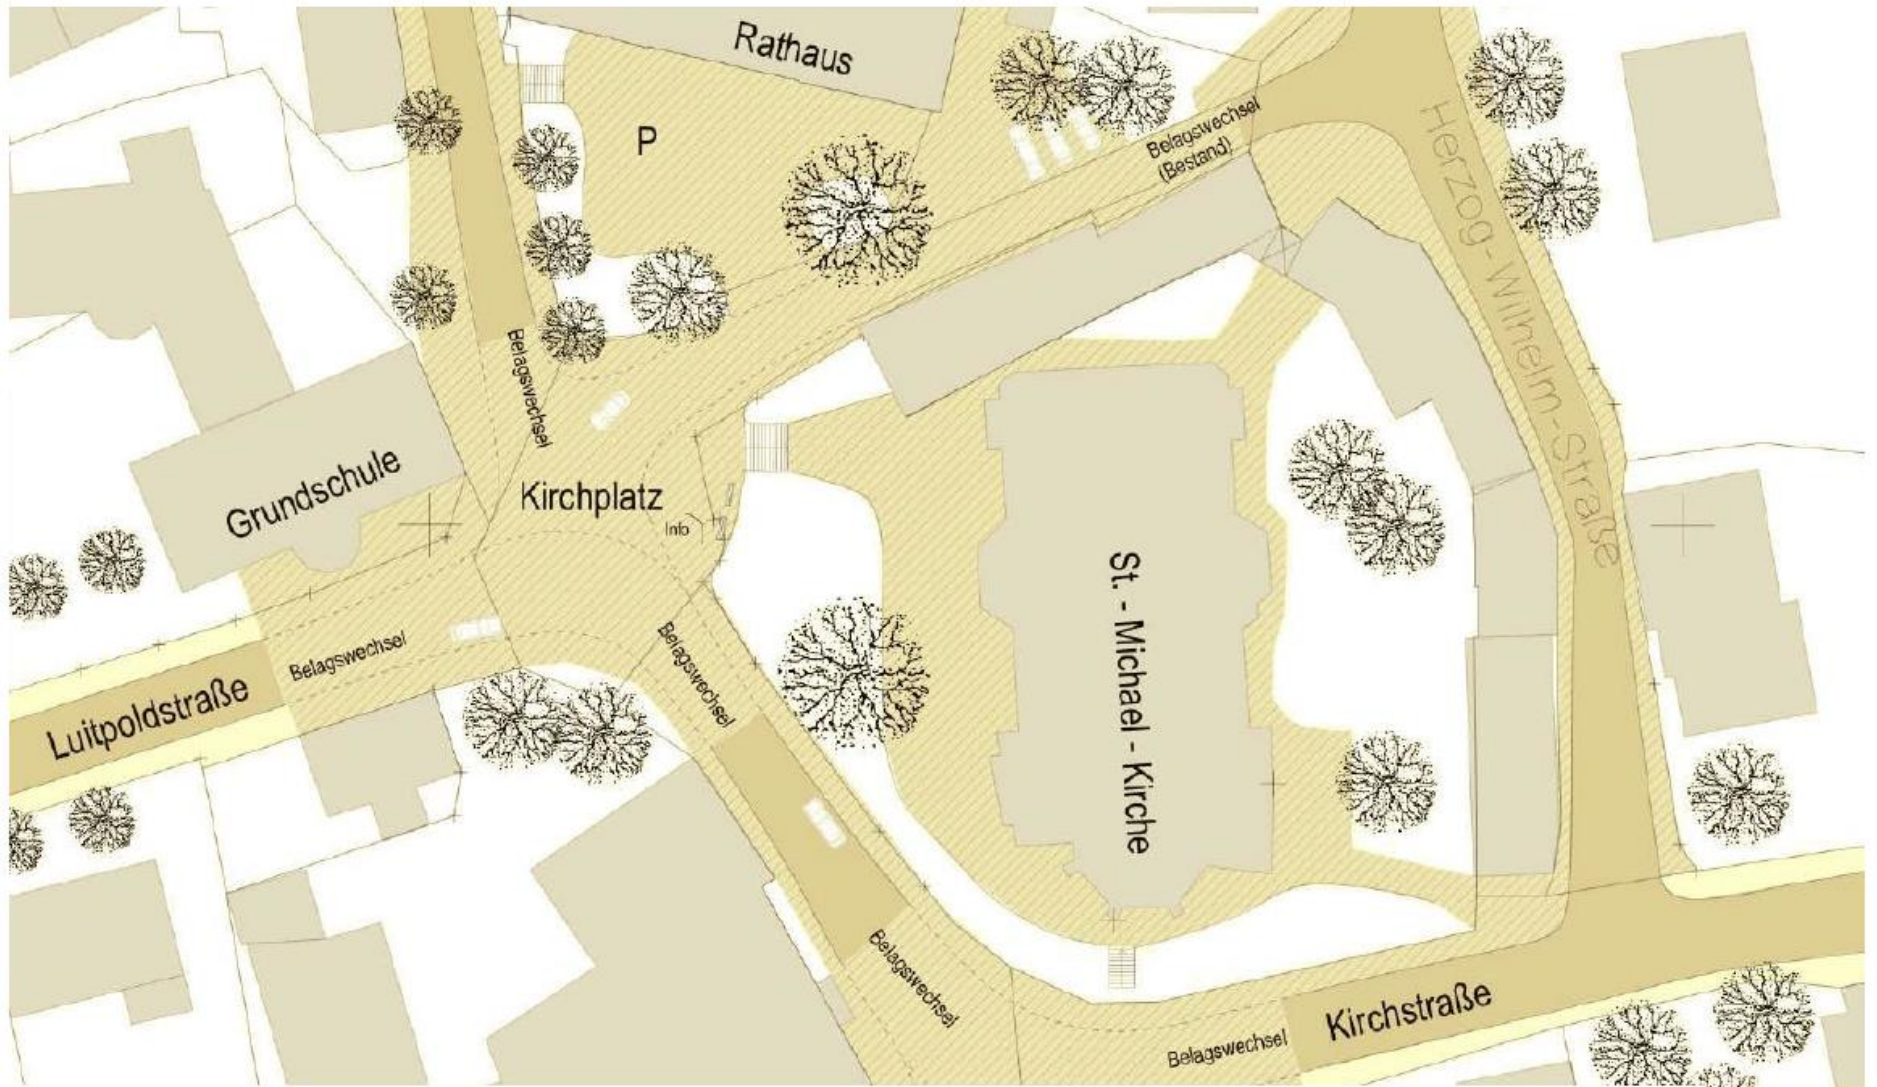 Rathaus
P
Belagswechsel
(Bestand)
Herzog - Wilhelm - Straße
Belagswechsel
Grundschule
Kirchplatz
Info
St. - Michael - Kirche
Belagswechsel
Belagswechsel
Luitpoldstraße
Belagswechsel
Kirchstraße
Belagswechsel